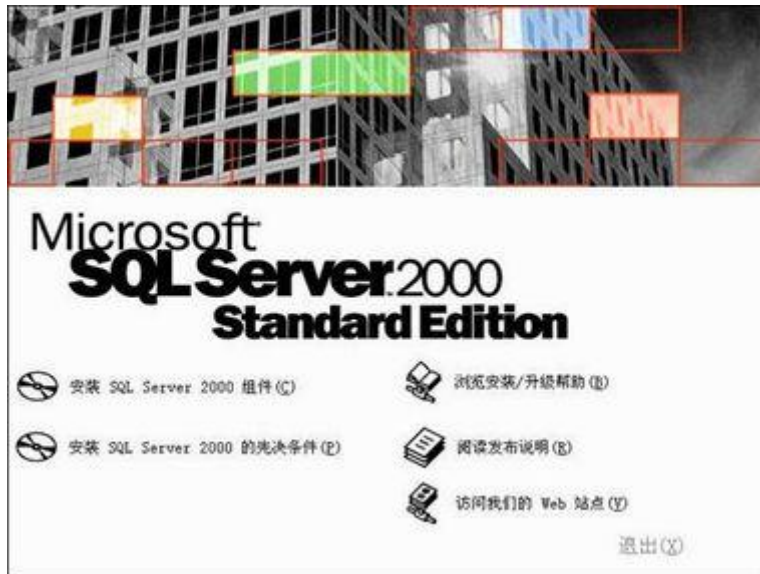 Microsoft
SQL Server 2000
Standard Edition
安装 SQL Server 2000 组件(C)
浏览安装/升级帮助(B)
安装 SQL Server 2000 的先决条件(P)
阅读发布说明(R)
访问我们的 Web 站点(V)
退出(X)